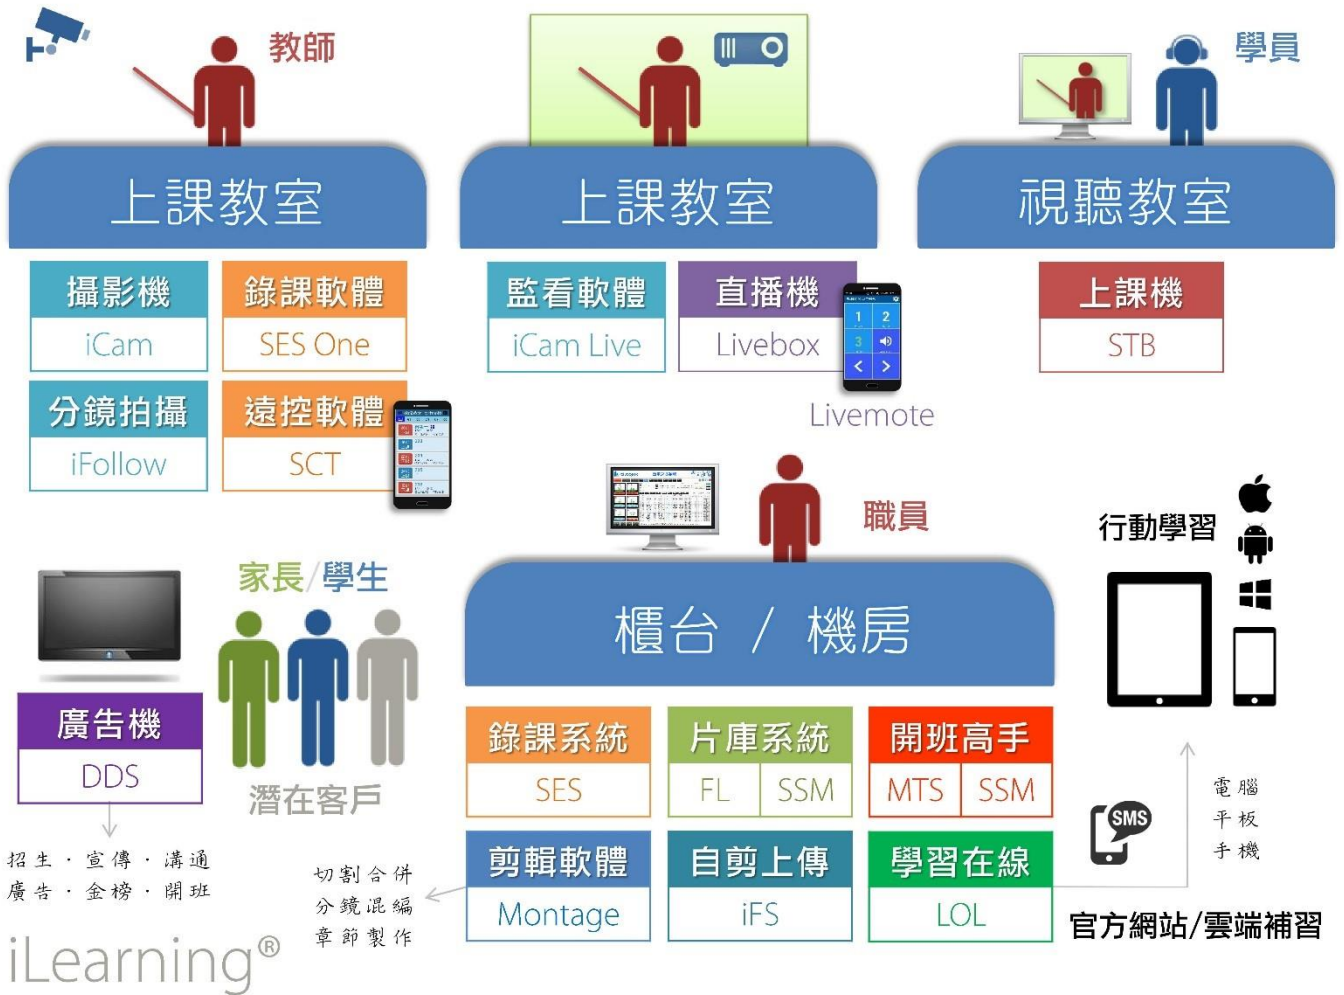 教師
學員
上課教室
上課教室
視聽教室
攝影機
iCam
錄課軟體
SES One
分鏡拍攝
iFollow
遠控軟體
SCT
監看軟體
iCam Live
直播機
Livebox
1 2
3
Livemote
上課機
STB
職員
行動學習
家長/學生
潛在客戶
廣告機
DDS
招生 · 宣傳 · 溝通
廣告 · 金榜 · 開班
櫃台 / 機房
錄課系統
SES
片庫系統
FL SSM
開班高手
MTS SSM
剪輯軟體
Montage
自剪上傳
iFS
學習在線
LOL
切割合併
分鏡混編
章節製作
SMS
電腦
平板
手機
官方網站/雲端補習
iLearning®